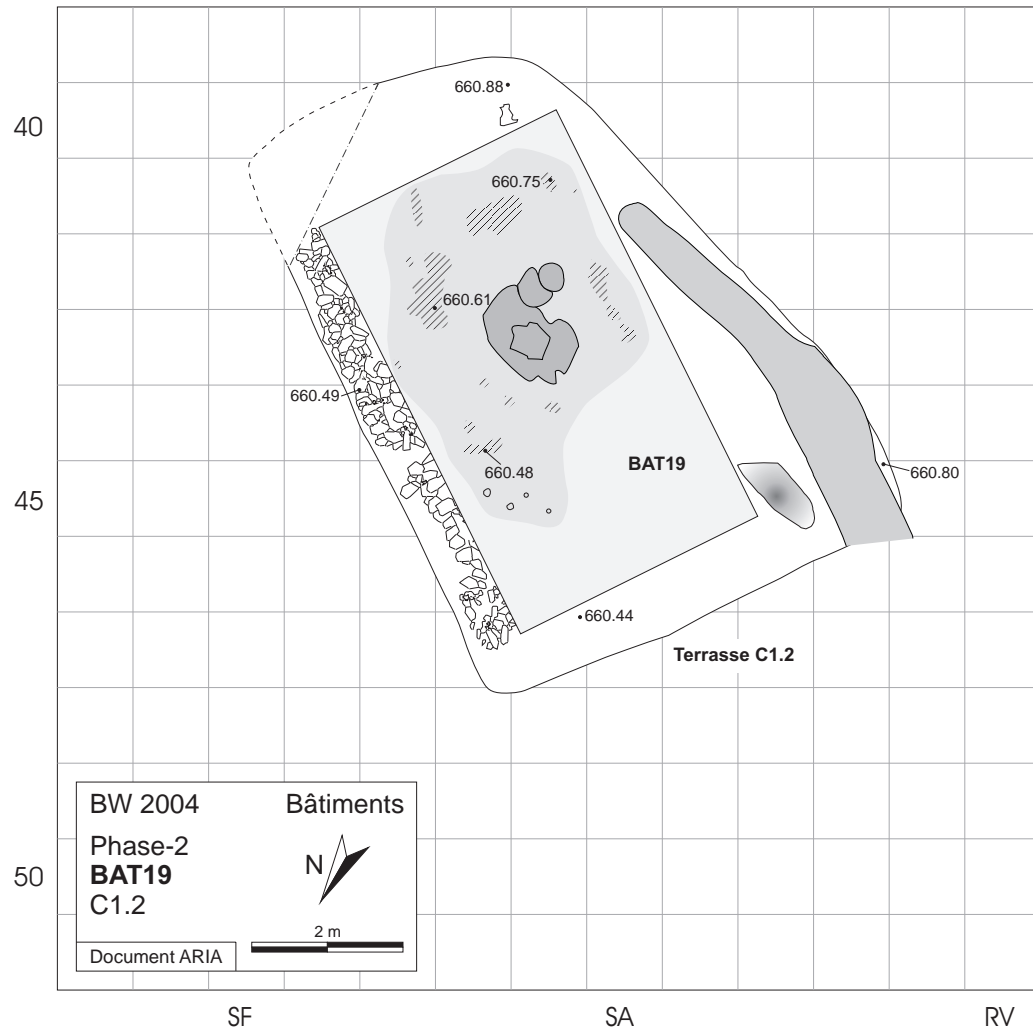 660.88
40
660.75
660.61
660.49
BAT19
660.48
660.80
45
660.44
Terrasse C1.2
BW 2004
Bâtiments
Phase-2
BAT19
C1.2
N
50
2 m
Document ARIA
SF
SA
RV